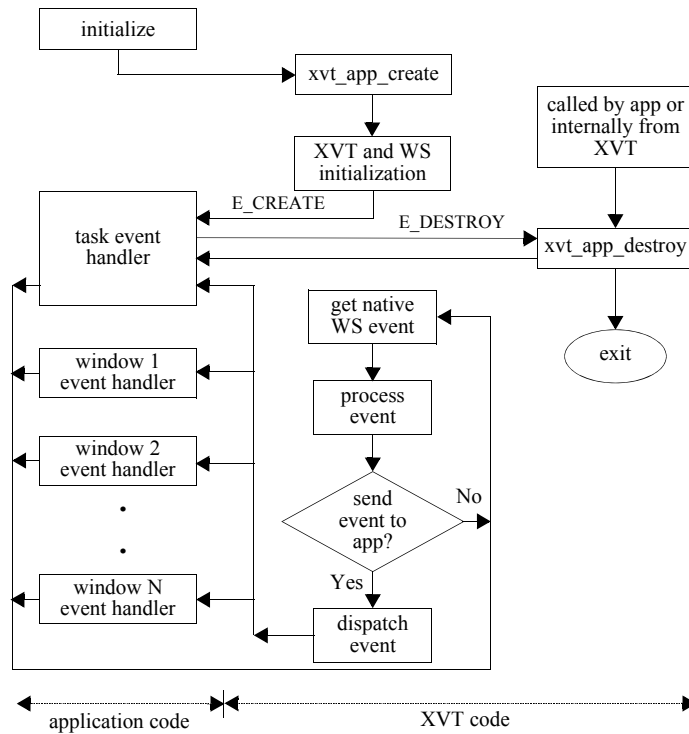 initialize
xvt_app_create
called by app or
internally from
XVT
XVT and WS
initialization
E_CREATE
E_DESTROY
task event
handler
xvt_app_destroy
get native
WS event
exit
window 1
event handler
process
event
window 2
event handler
send
event to
app?
No
Yes
window N
event handler
dispatch
event
application code
XVT code